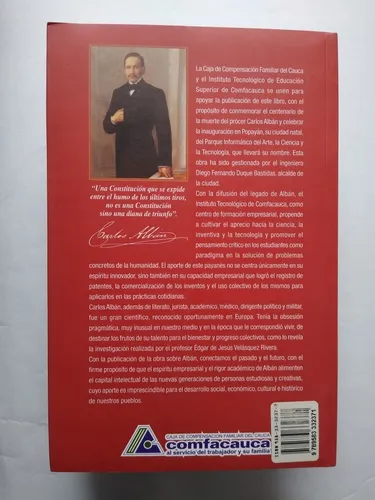 La Caja de Compensación Familiar del Cauca
y el Instituto Tecnológico de Educación
Superior de Comfacauca se unen para
apoyar la publicación de este libro, con el
propósito de conmemorar el centenario de
la muerte del prócer Carlos Albán y celebrar
la inauguración en Popayán, su ciudad natal,
del Parque Informático del Arte, la Ciencia y
la Tecnología, que llevará su nombre. Esta
obra ha sido gestionada por el ingeniero
Diego Fernando Duque Bastidas, alcalde de
la ciudad.
Con la difusión del legado de Albán, el
Instituto Tecnológico de Comfacauca, como
centro de formación empresarial, propende
a cultivar el aprecio hacia la ciencia, la
inventiva y la tecnología y promover el
pensamiento crítico en los estudiantes como
paradigma en la solución de problemas
concretos de la humanidad. El aporte de este payanés no se centra únicamente en su
espíritu innovador, sino también en su capacidad empresarial que logró el registro de
patentes, la comercialización de los inventos y el uso colectivo de los mismos para
aplicarlos en las prácticas cotidianas.
Carlos Albán, además de literato, jurista, académico, médico, dirigente político y militar,
fue un gran científico, reconocido oportunamente en Europa. Tenía la obsesión
pragmática, muy inusual en nuestro medio y en la época que le correspondió vivir, de
destinar los frutos de su talento para el bienestar y progreso colectivos, como lo revela
la investigación realizada por el profesor Édgar de Jesús Velásquez Rivera.
Con la publicación de la obra sobre Albán, conectamos el pasado y el futuro, con el
firme propósito de que el espíritu empresarial y el rigor académico de Albán alimenten
el capital intelectual de las nuevas generaciones de personas estudiosas y creativas,
cuyo aporte es imprescindible para el desarrollo social, económico, cultural e histórico
de nuestros pueblos.
“Una Constitución que se expide
entre el humo de los últimos tiros,
no es una Constitución
sino una diana de triunfo”.
Carlos Albán
CAJA DE COMPENSACIÓN FAMILIAR DEL CAUCA
comfacauca
al servicio del trabajador y su familia
ISBN 958-33-3237-7
9 789583 332371